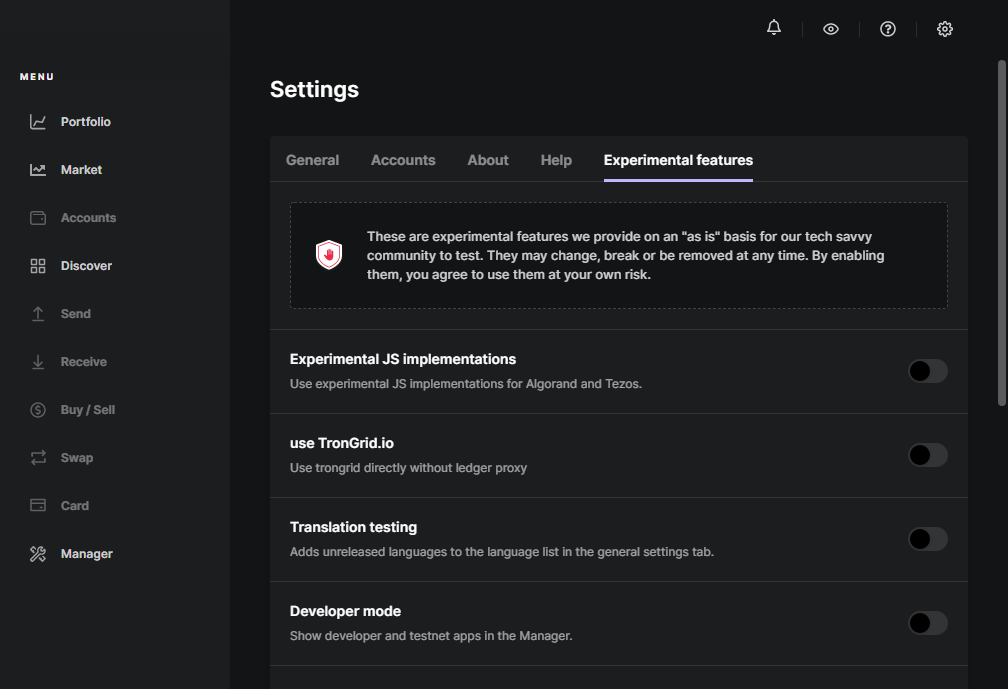 MENU
Portfolio
Market
Accounts
Discover
Send
Receive
Buy / Sell
Swap
Card
Manager
Settings
General Accounts About Help Experimental features
These are experimental features we provide on an "as is" basis for our tech savvy
community to test. They may change, break or be removed at any time. By enabling
them, you agree to use them at your own risk.
Experimental JS implementations
Use experimental JS implementations for Algorand and Tezos.
use TronGrid.io
Use trongrid directly without ledger proxy
Translation testing
Adds unreleased languages to the language list in the general settings tab.
Developer mode
Show developer and testnet apps in the Manager.